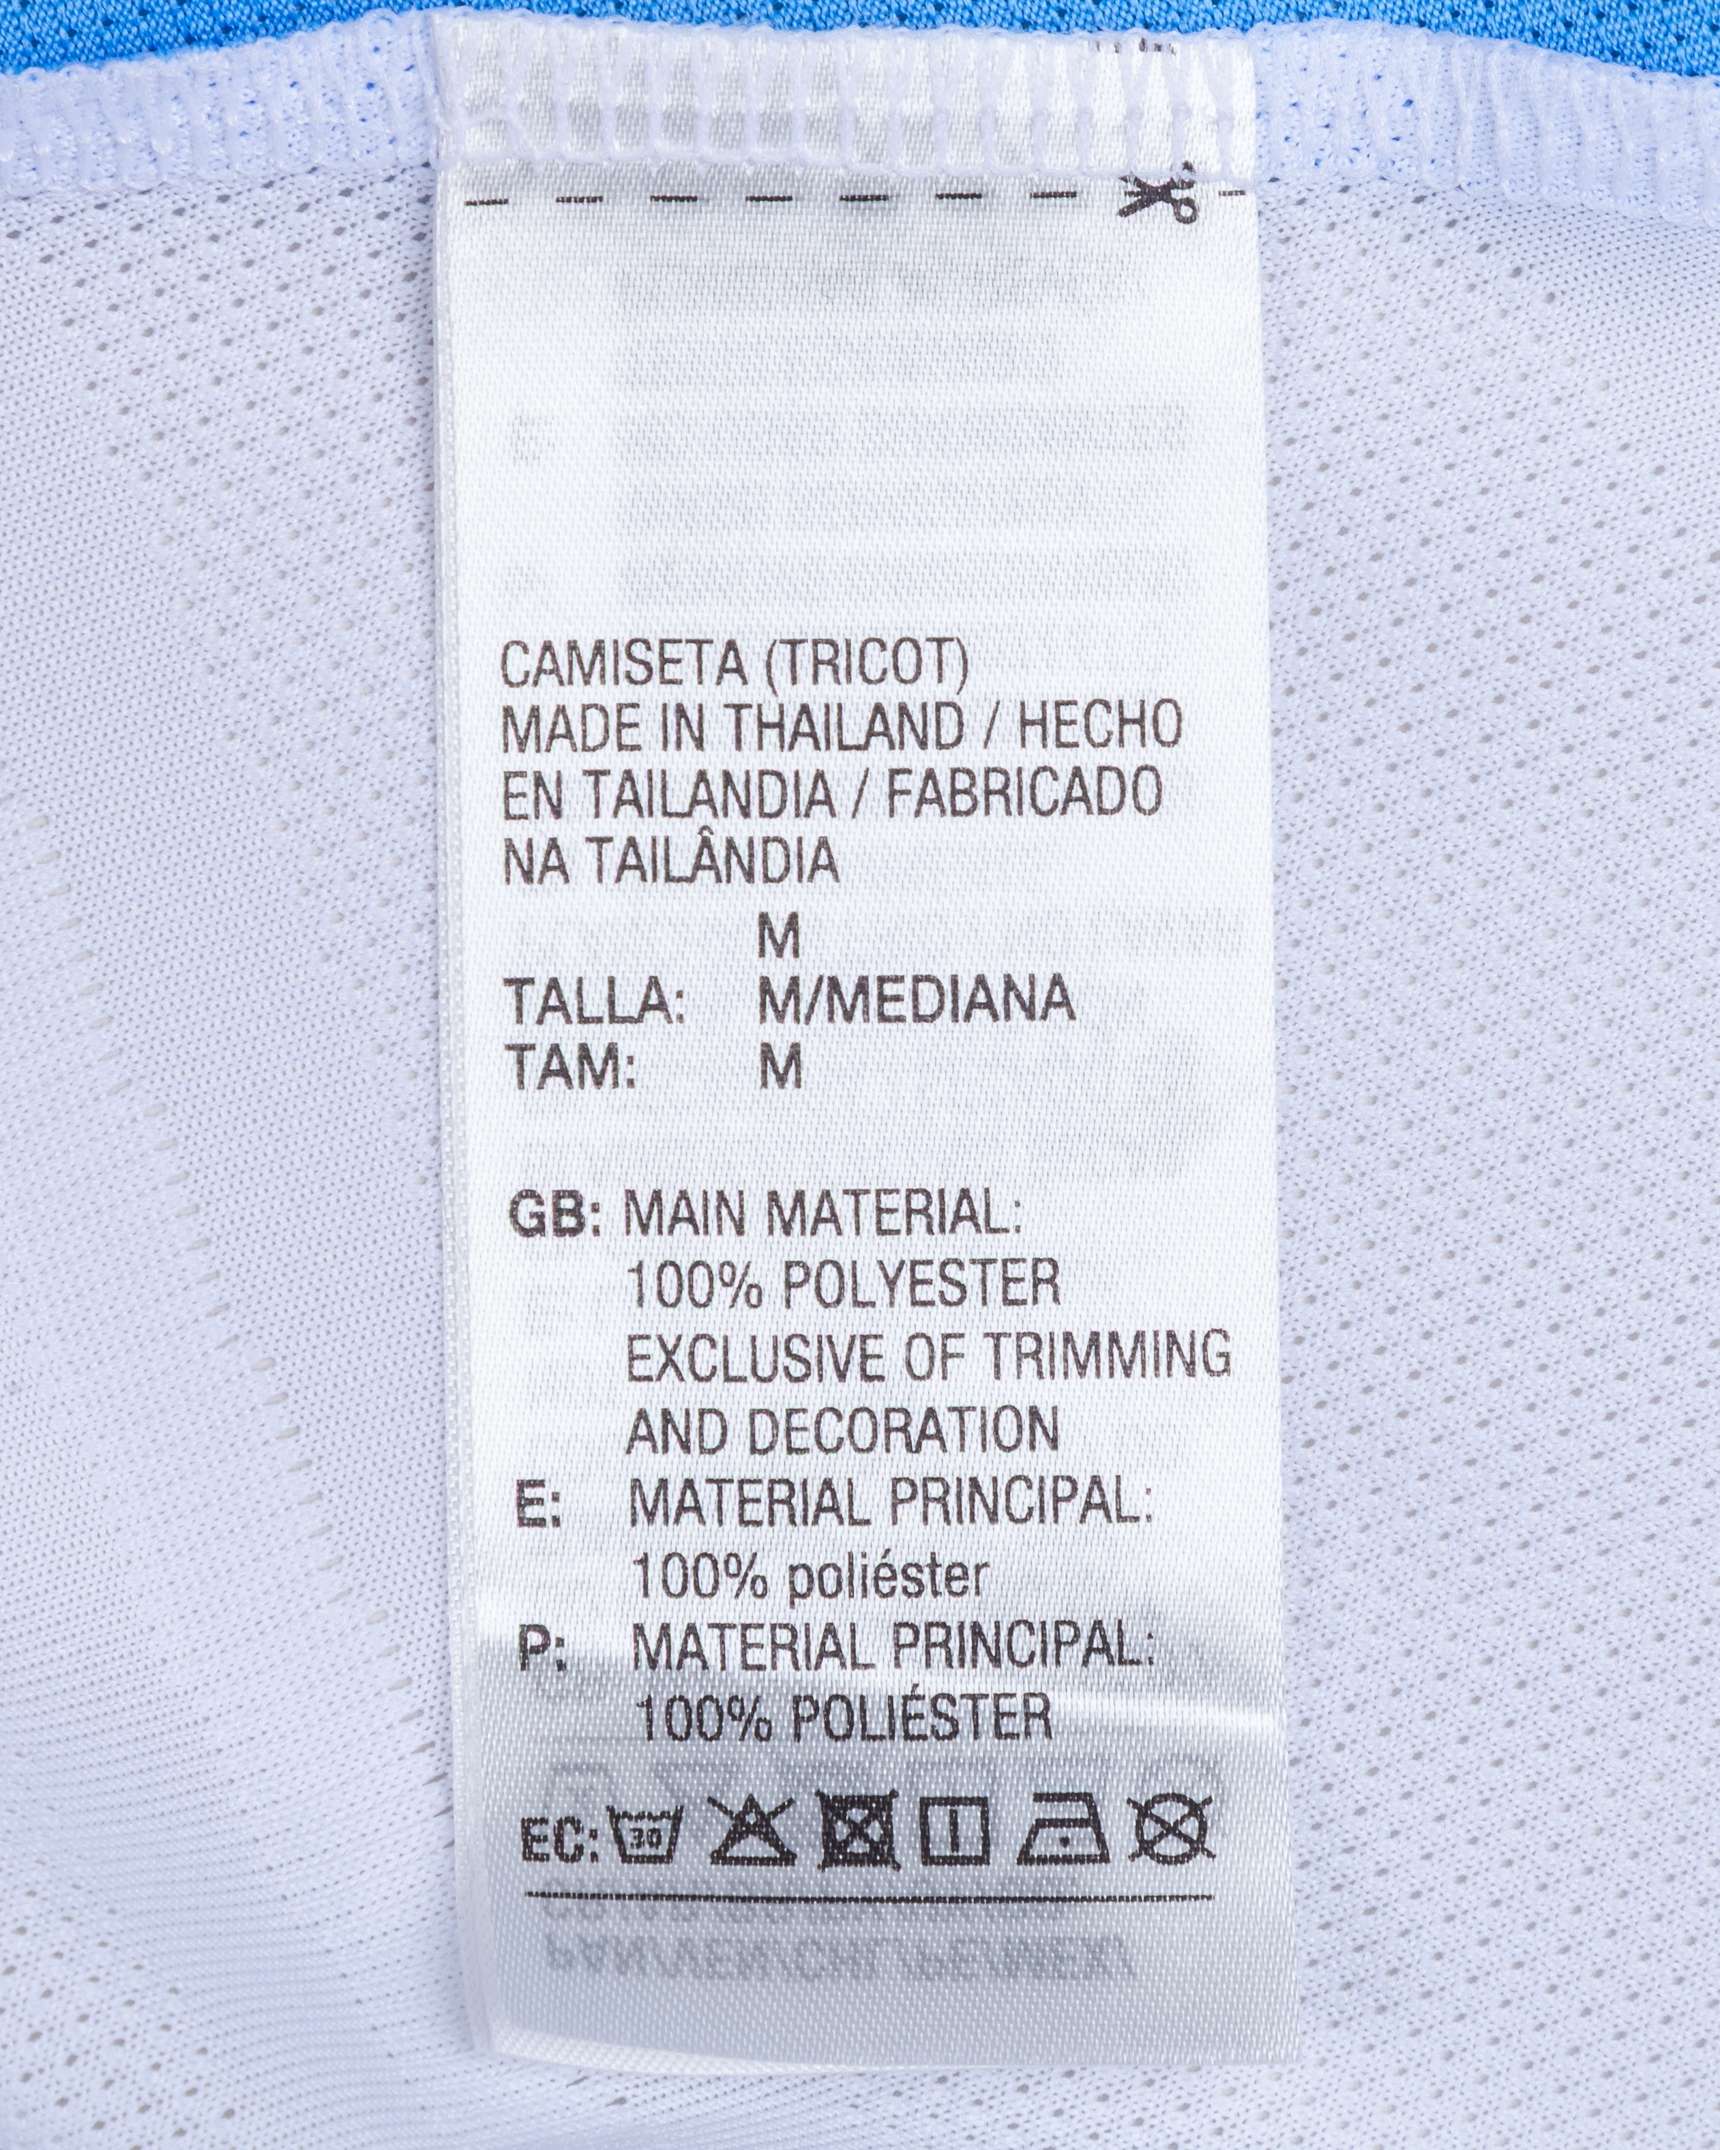 CAMISETA (TRICOT)
MADE IN THAILAND / HECHO
EN TAILANDIA / FABRICADO
NA TAILÂNDIA
M
TALLA: M/MEDIANA
TAM: M
GB: MAIN MATERIAL:
100% POLYESTER
EXCLUSIVE OF TRIMMING
AND DECORATION
E: MATERIAL PRINCIPAL:
100% poliéster
P: MATERIAL PRINCIPAL:
100% POLIÉSTER
EC: 30